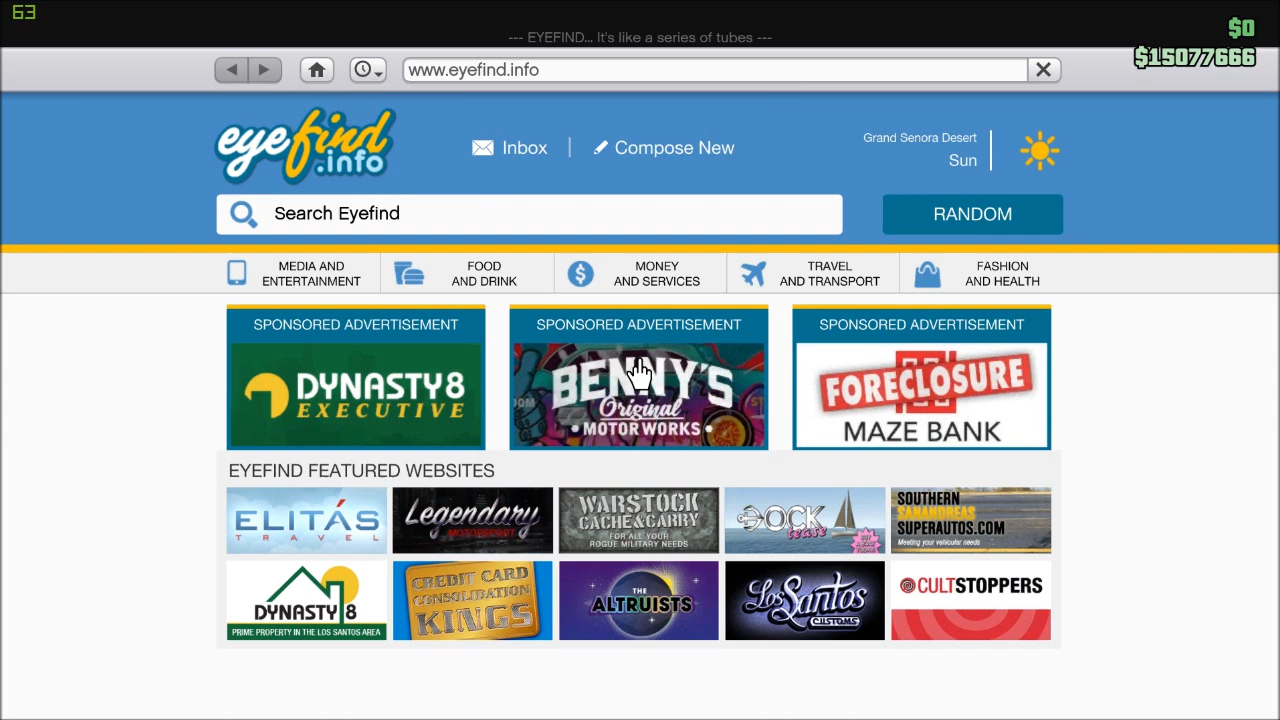 63
--- EYEFIND... It's like a series of tubes ---
$0
$15077666
www.eyefind.info
eyefind
.info
Inbox
Compose New
Grand Senora Desert
Sun
Search Eyefind
RANDOM
MEDIA AND
ENTERTAINMENT
FOOD
AND DRINK
MONEY
AND SERVICES
TRAVEL
AND TRANSPORT
FASHION
AND HEALTH
SPONSORED ADVERTISEMENT
DYNASTY8
EXECUTIVE
SPONSORED ADVERTISEMENT
BENNY'S
Original
MOTORWORKS
SPONSORED ADVERTISEMENT
FORECLOSURE
MAZE BANK
EYEFIND FEATURED WEBSITES
ELITÁS
TRAVEL
Legendary
MOTORSPORT
WARSTOCK
CACHE&CARRY
FOR ALL YOUR
ROGUE MILITARY NEEDS
DOCK
tease
SOUTHERN
SANANDREAS
SUPERAUTOS.COM
Meeting your vehicular needs
DYNASTY 8
PRIME PROPERTY IN THE LOS SANTOS AREA
CREDIT CARD
CONSOLIDATION
KINGS
THE
ALTRUISTS
Los Santos
CUSTOMS
CULTSTOPPERS